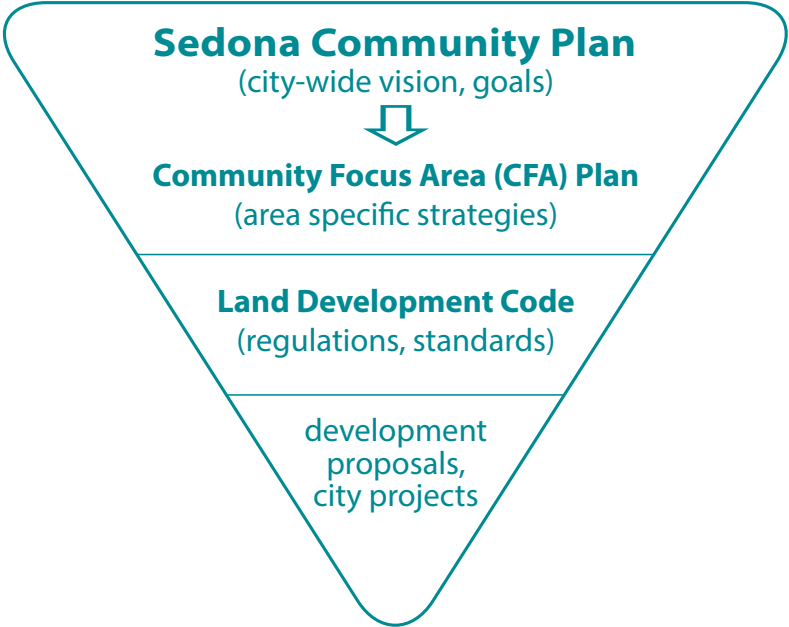 Sedona Community Plan
(city-wide vision, goals)
Community Focus Area (CFA) Plan
(area specific strategies)
Land Development Code
(regulations, standards)
development
proposals,
city projects